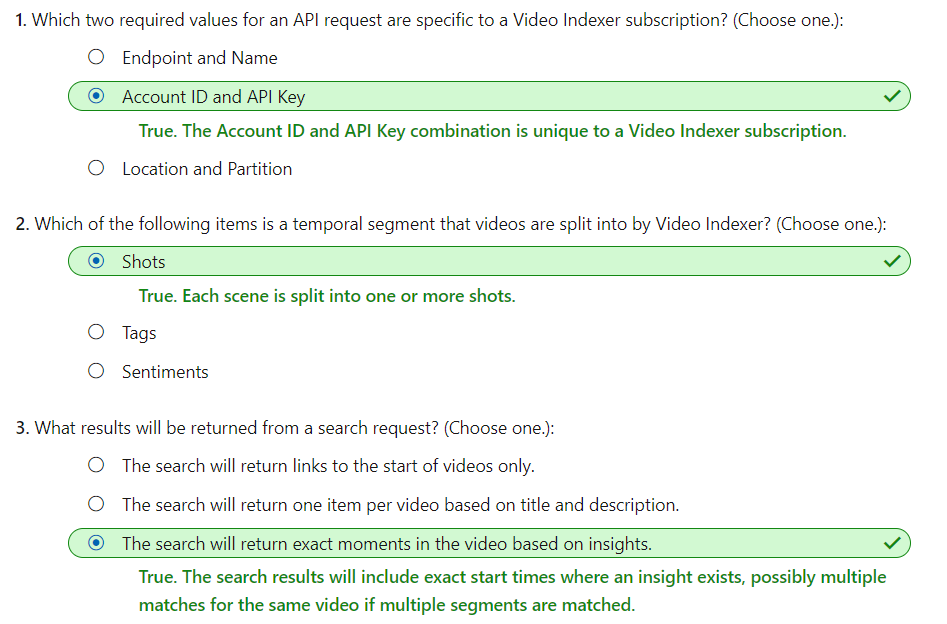 1. Which two required values for an API request are specific to a Video Indexer subscription? (Choose one.):
Endpoint and Name
Account ID and API Key
True. The Account ID and API Key combination is unique to a Video Indexer subscription.
Location and Partition
2. Which of the following items is a temporal segment that videos are split into by Video Indexer? (Choose one.):
Shots
True. Each scene is split into one or more shots.
Tags
Sentiments
3. What results will be returned from a search request? (Choose one.):
The search will return links to the start of videos only.
The search will return one item per video based on title and description.
The search will return exact moments in the video based on insights.
True. The search results will include exact start times where an insight exists, possibly multiple
matches for the same video if multiple segments are matched.